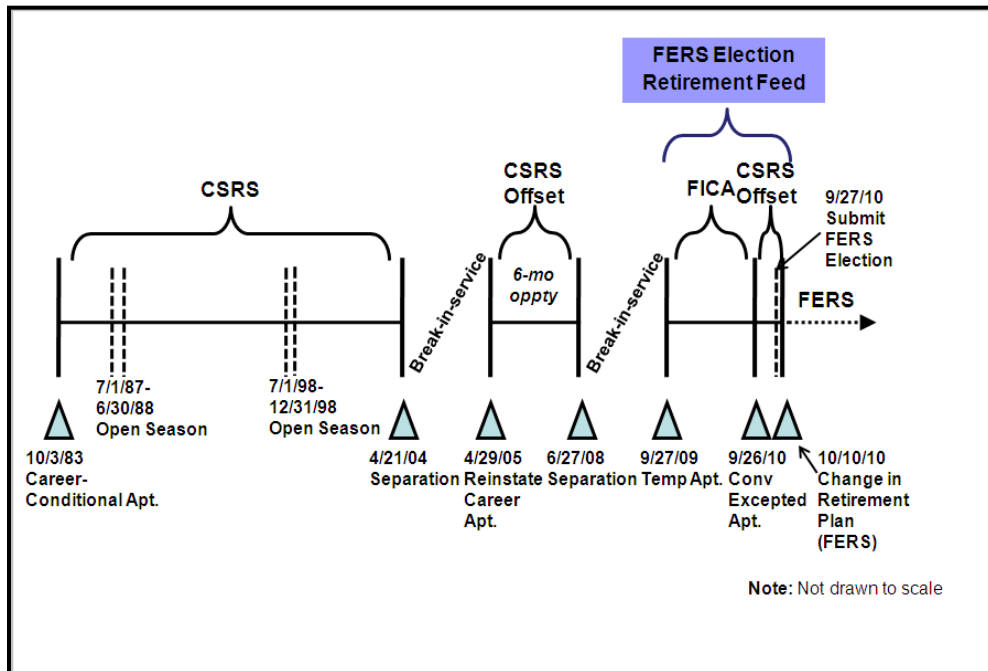 FERS Election
Retirement Feed
CSRS
CSRS
Offset
FICA
CSRS
Offset
9/27/10
Submit
FERS
Election
6-mo
oppty
Break-in-service
Break-in-service
FERS
7/1/87-
6/30/88
Open Season
7/1/98-
12/31/98
Open Season
10/3/83
Career-
Conditional Apt.
4/21/04
Separation
4/29/05
Reinstate
Career
Apt.
6/27/08
Separation
9/27/09
Temp Apt.
9/26/10
Conv
Excepted
Apt.
10/10/10
Change in
Retirement
Plan
(FERS)
Note: Not drawn to scale